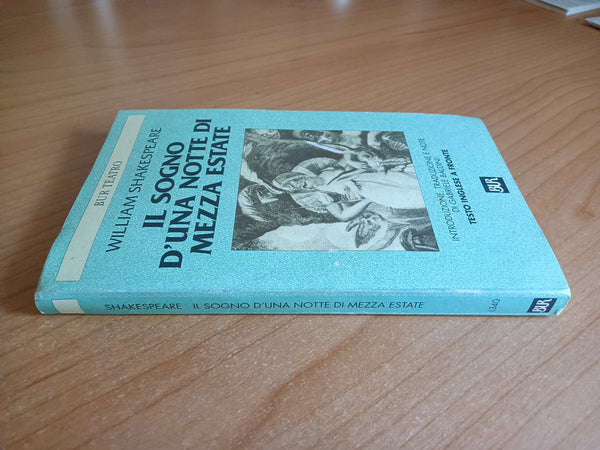 BUR TEATRO
WILLIAM SHAKESPEARE
IL SOGNO
D'UNA NOTTE DI
MEZZA ESTATE
INTRODUZIONE, TRADUZIONE E NOTE
DI GABRIELE BALDINI
TESTO INGLESE A FRONTE
BUR
SHAKESPEARE IL SOGNO D'UNA NOTTE DI MEZZA ESTATE
L340
BUR